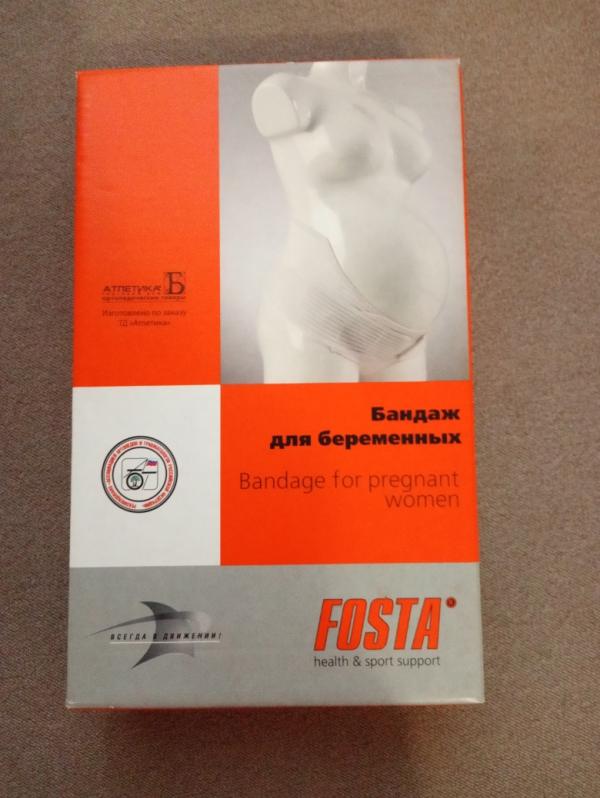 АТЛЕТИКА Б
ортопедические товары
Изготовлено по заказу
ТД «Атлетика»
Бандаж
для беременных
Bandage for pregnant
women
ВСЕГДА В ДВИЖЕНИИ!
FOSTA®
health & sport support